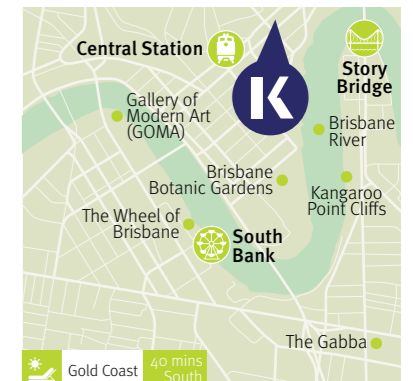 Central Station
K
Story
Bridge
Gallery of
Modern Art
(GOMA)
Brisbane
River
Brisbane
Botanic Gardens
Kangaroo
Point Cliffs
The Wheel of
Brisbane
South
Bank
The Gabba
Gold Coast
40 mins
South